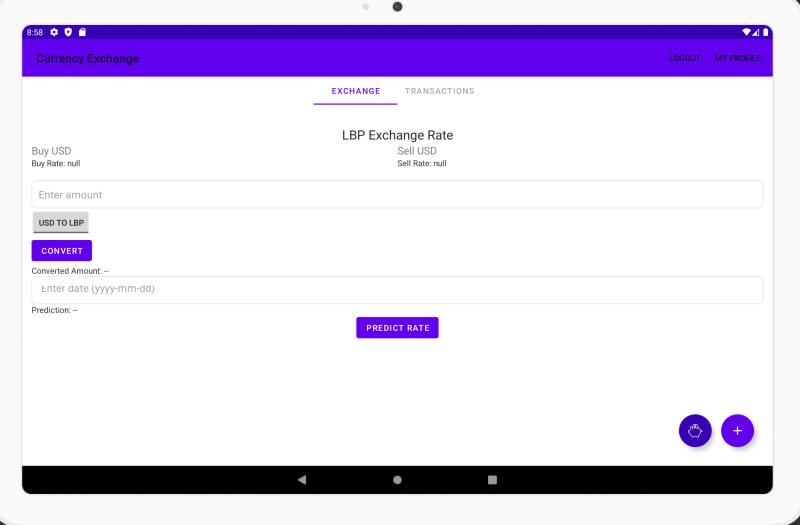 8:58
Currency Exchange
LOGOUT MY PROFILE
EXCHANGE TRANSACTIONS
LBP Exchange Rate
Buy USD Sell USD
Buy Rate: null Sell Rate: null
Enter amount
USD TO LBP
CONVERT
Converted Amount: --
Enter date (yyyy-mm-dd)
Prediction: --
PREDICT RATE
+